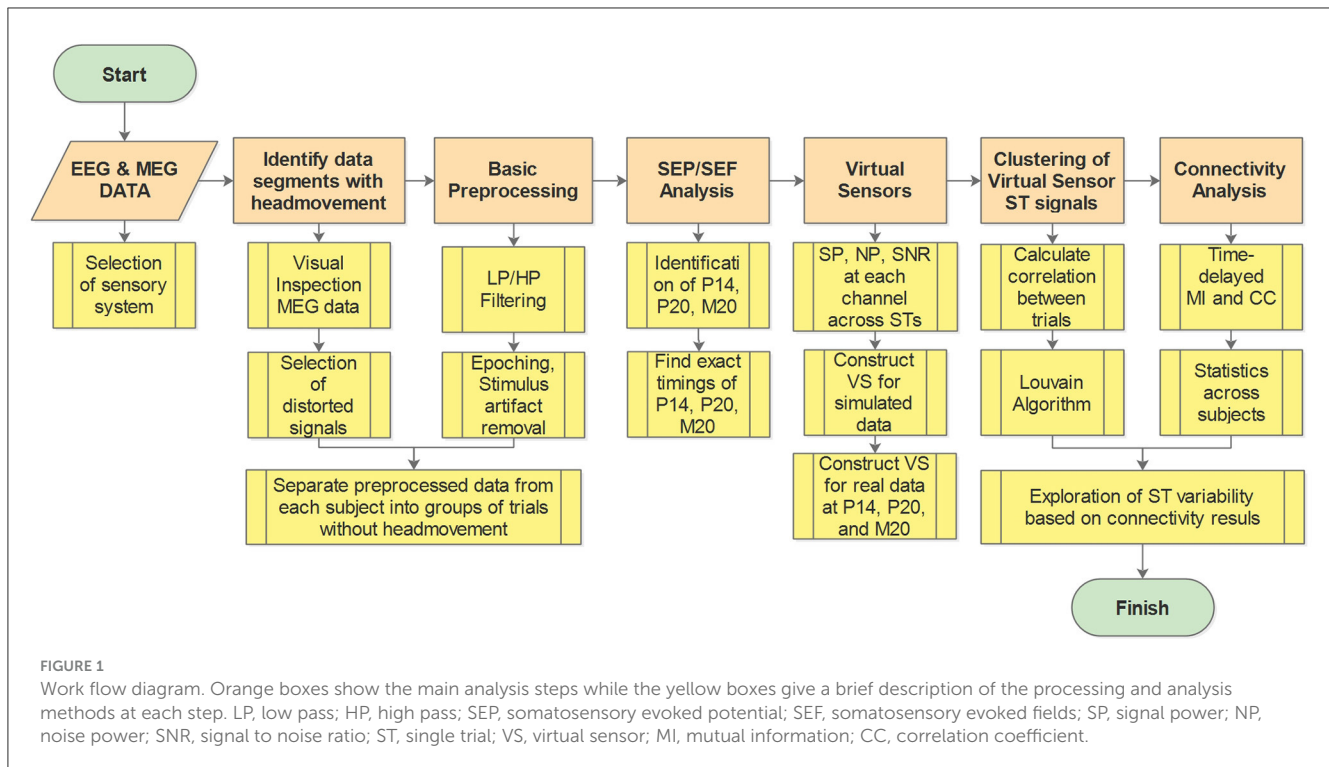 Start
EEG & MEG
DATA
Identify data
segments with
headmovement
Basic
Preprocessing
SEP/SEF
Analysis
Virtual
Sensors
Clustering of
Virtual Sensor
ST signals
Connectivity
Analysis
Selection
of sensory
system
Visual
Inspection
MEG data
LP/HP
Filtering
Identificati
on of P14,
P20, M20
SP, NP, SNR
at each
channel
across STs
Calculate
correlation
between
trials
Time-
delayed
MI and CC
Selection
of
distorted
signals
Epoching,
Stimulus
artifact
removal
Find exact
timings of
P14, P20,
M20
Construct
VS for
simulated
data
Louvain
Algorithm
Statistics
across
subjects
Separate preprocessed data from
each subject into groups of trials
without headmovement
Construct VS
for real data
at P14, P20,
and M20
Exploration of ST variability
based on connectivity resuls
Finish
FIGURE 1
Work flow diagram. Orange boxes show the main analysis steps while the yellow boxes give a brief description of the processing and analysis
methods at each step. LP, low pass; HP, high pass; SEP, somatosensory evoked potential; SEF, somatosensory evoked fields; SP, signal power; NP,
noise power; SNR, signal to noise ratio; ST, single trial; VS, virtual sensor; MI, mutual information; CC, correlation coefficient.